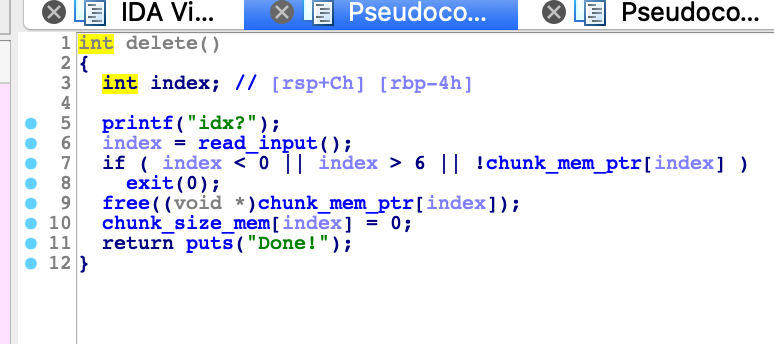 IDA Vi... Pseudoco... Pseudoco...
1 int delete()
2 {
3 int index; // [rsp+Ch] [rbp-4h]
4
5 printf("idx?");
6 index = read_input();
7 if ( index < 0 || index > 6 || !chunk_mem_ptr[index] )
8 exit(0);
9 free((void *)chunk_mem_ptr[index]);
10 chunk_size_mem[index] = 0;
11 return puts("Done!");
12 }